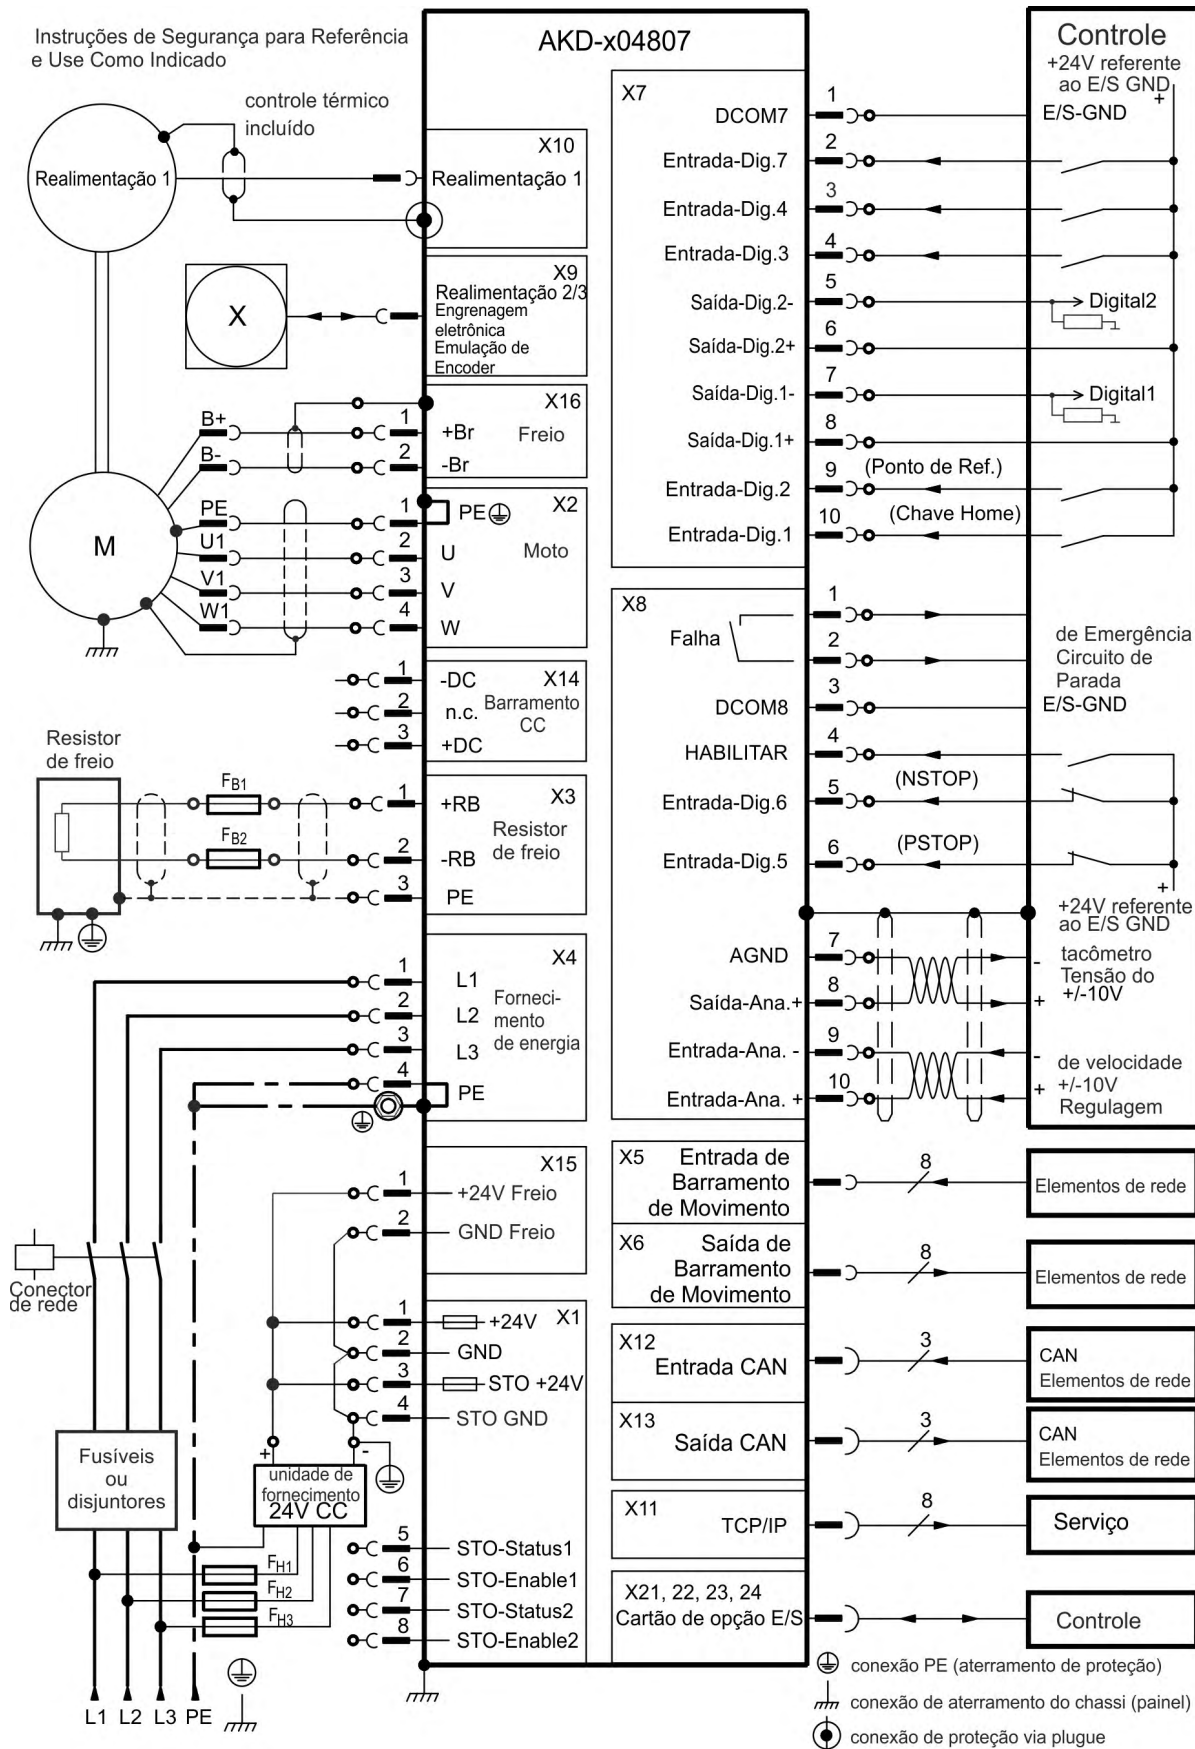 Instruções de Segurança para Referência
e Use Como Indicado
AKD-x04807
Controle
+24V referente
ao E/S GND
+
E/S-GND
controle térmico
incluído
Realimentação 1
X10
Realimentação 1
X
X9
Realimentação 2/3
Engrenagem
eletrônica
Emulação de
Encoder
B+
B-
1
2
X16
+Br
Freio
-Br
M
PE
U1
V1
W1
1
2
3
4
X2
PE
Moto
U
V
W
1
2
3
X14
-DC
Barramento
CC
n.c.
+DC
Resistor
de freio
FB1
FB2
1
2
3
X3
+RB
Resistor
de freio
-RB
PE
1
2
3
4
X4
L1
L2
L3
Forneci-
mento
de energia
PE
1
2
X15
+24V Freio
GND Freio
Conector
de rede
1
2
3
4
X1
+24V
GND
STO +24V
STO GND
Fusíveis
ou
disjuntores
+
-
unidade de
fornecimento
24V CC
FH1
FH2
FH3
5
6
7
8
STO-Status1
STO-Enable1
STO-Status2
STO-Enable2
L1 L2 L3 PE
X7
DCOM7
1
Entrada-Dig.7
2
Entrada-Dig.4
3
Entrada-Dig.3
4
Saída-Dig.2-
5
Digital2
Saída-Dig.2+
6
Saída-Dig.1-
7
Digital1
Saída-Dig.1+
8
Entrada-Dig.2
9
(Ponto de Ref.)
Entrada-Dig.1
10
(Chave Home)
X8
Falha
1
2
de Emergência
Circuito de
Parada
DCOM8
3
E/S-GND
HABILITAR
4
Entrada-Dig.6
5
(NSTOP)
Entrada-Dig.5
6
(PSTOP)
+
+24V referente
ao E/S GND
AGND
7
-
tacômetro
Tensão do
+/-10V
Saída-Ana.+
8
+
Entrada-Ana. -
9
-
de velocidade
+/-10V
Regulagem
Entrada-Ana. +
10
+
X5
Entrada de
Barramento
de Movimento
8
Elementos de rede
X6
Saída de
Barramento
de Movimento
8
Elementos de rede
X12
Entrada CAN
3
CAN
Elementos de rede
X13
Saída CAN
3
CAN
Elementos de rede
X11
TCP/IP
8
Serviço
X21, 22, 23, 24
Cartão de opção E/S
Controle
conexão PE (aterramento de proteção)
conexão de aterramento do chassi (painel)
conexão de proteção via plugue